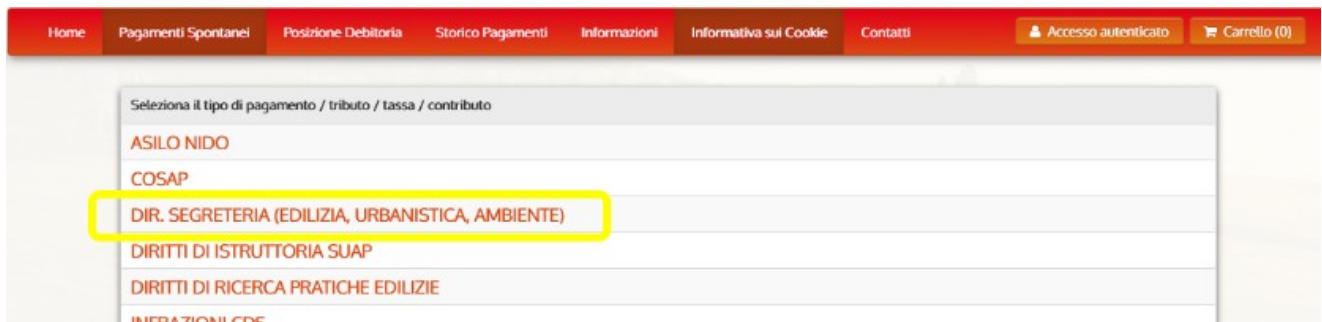 Home Pagamenti Spontanei Posizione Debitoria Storico Pagamenti Informazioni Informativa sui Cookie Contatti Accesso autenticato Carrello (0)
Seleziona il tipo di pagamento / tributo / tassa / contributo
ASILO NIDO
COSAP
DIR. SEGRETERIA (EDILIZIA, URBANISTICA, AMBIENTE)
DIRITTI DI ISTRUTTORIA SUAP
DIRITTI DI RICERCA PRATICHE EDILIZIE
INFRAZIONI CDS